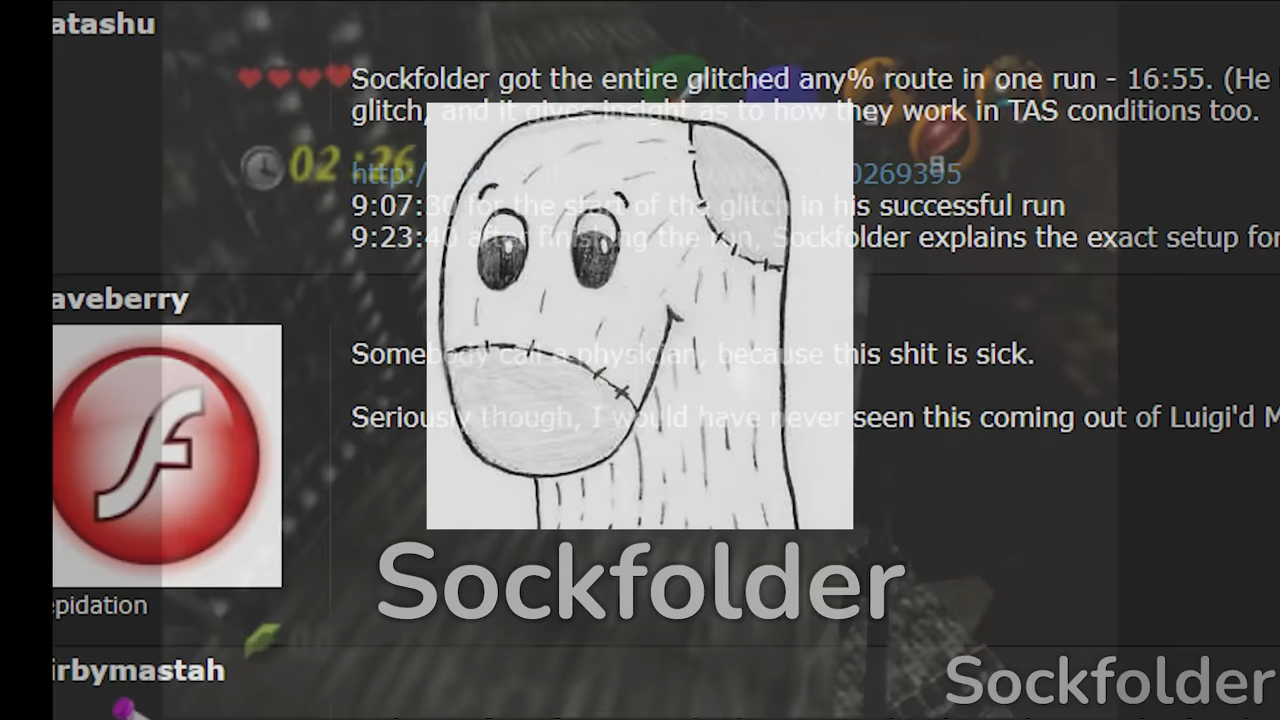 atashu
Sockfolder got the entire glitched any% route in one run - 16:55. (He
glitch, and it gives insight as to how they work in TAS conditions too.
02:26
http:/
0269395
9:07:30 for the start of the glitch in his successful run
9:23:40 after finishing the run, Sockfolder explains the exact setup for
aveberry
Somebody call a physician, because this shit is sick.
Seriously though, I would have never seen this coming out of Luigi'd M
Sockfolder
epidation
irbymastah
Sockfolder